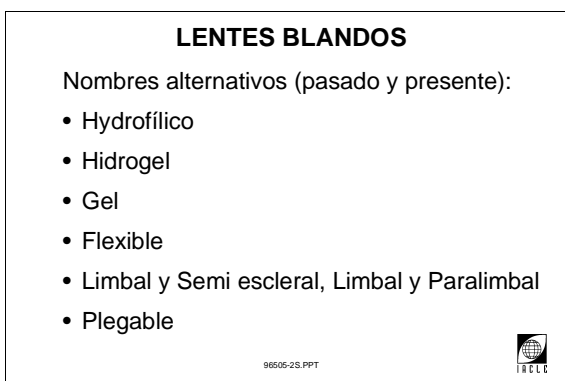 LENTES BLANDOS
Nombres alternativos (pasado y presente):
• Hydrofílico
• Hidrogel
• Gel
• Flexible
• Limbal y Semi escleral, Limbal y Paralimbal
• Plegable
96505-2S.PPT
IACLE